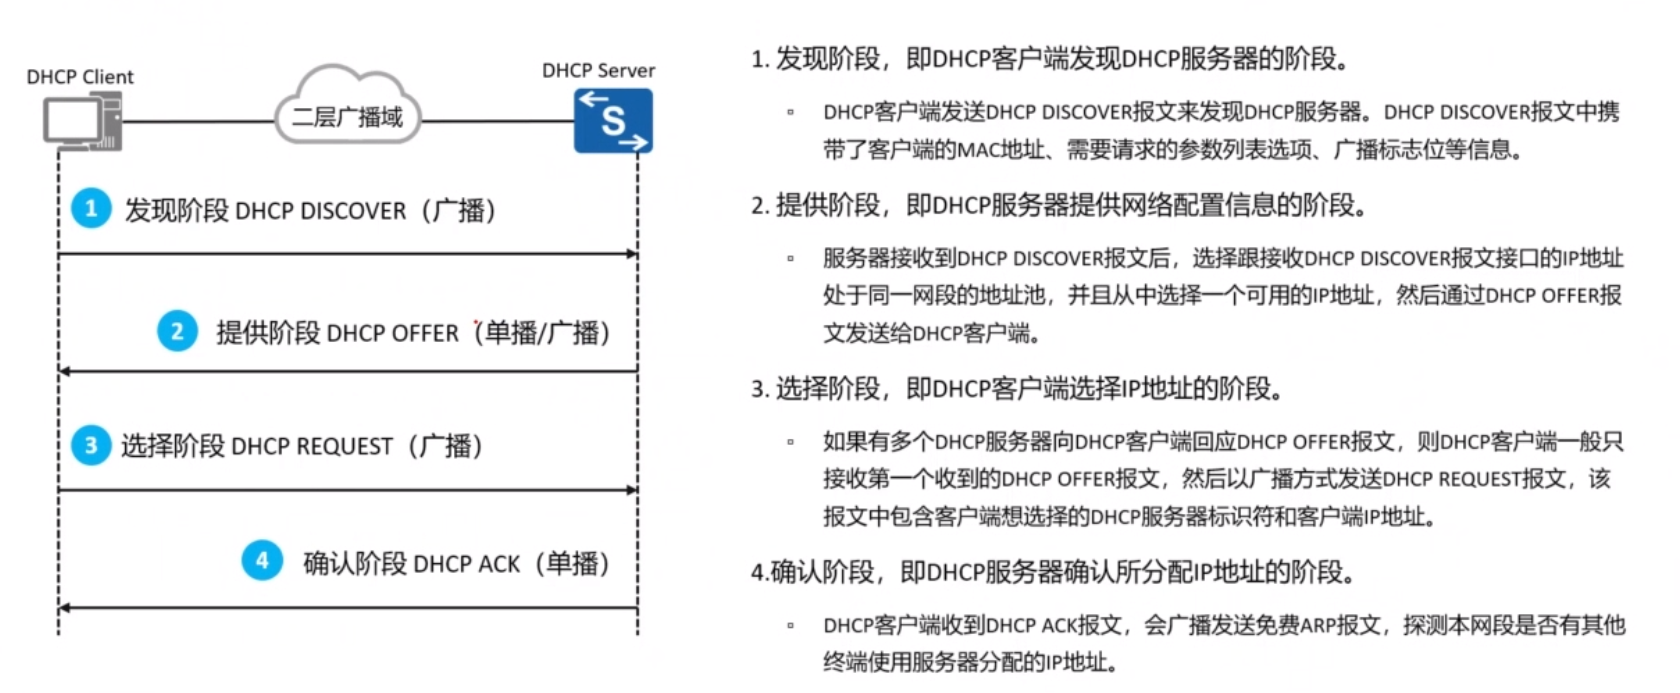 DHCP Client
二层广播域
DHCP Server
S
1 发现阶段 DHCP DISCOVER（广播）
2 提供阶段 DHCP OFFER（单播/广播）
3 选择阶段 DHCP REQUEST（广播）
4 确认阶段 DHCP ACK（单播）
1. 发现阶段，即DHCP客户端发现DHCP服务器的阶段。
▫ DHCP客户端发送DHCP DISCOVER报文来发现DHCP服务器。DHCP DISCOVER报文中携
带了客户端的MAC地址、需要请求的参数列表选项、广播标志位等信息。
2. 提供阶段，即DHCP服务器提供网络配置信息的阶段。
▫ 服务器接收到DHCP DISCOVER报文后，选择跟接收DHCP DISCOVER报文接口的IP地址
处于同一网段的地址池，并且从中选择一个可用的IP地址，然后通过DHCP OFFER报
文发送给DHCP客户端。
3. 选择阶段，即DHCP客户端选择IP地址的阶段。
▫ 如果有多个DHCP服务器向DHCP客户端回应DHCP OFFER报文，则DHCP客户端一般只
接收第一个收到的DHCP OFFER报文，然后以广播方式发送DHCP REQUEST报文，该
报文中包含客户端想选择的DHCP服务器标识符和客户端IP地址。
4.确认阶段，即DHCP服务器确认所分配IP地址的阶段。
▫ DHCP客户端收到DHCP ACK报文，会广播发送免费ARP报文，探测本网段是否有其他
终端使用服务器分配的IP地址。